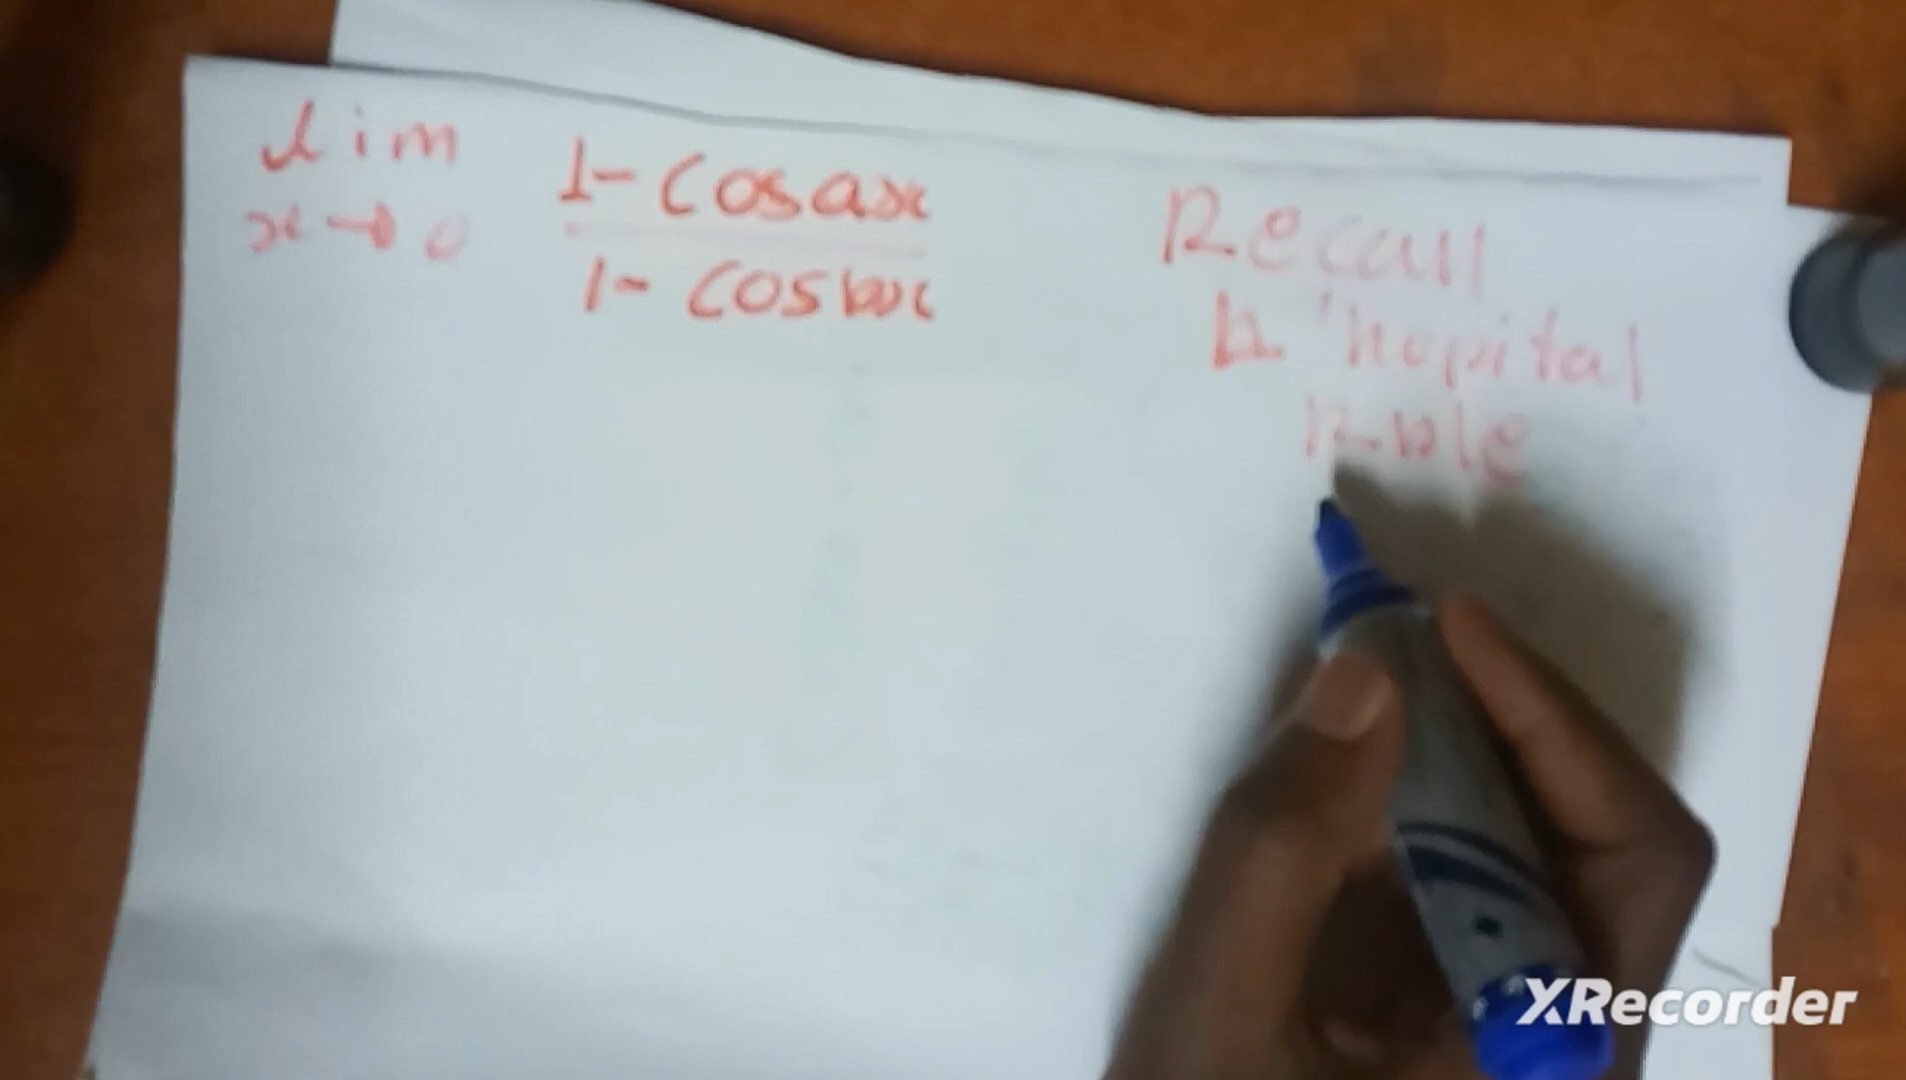 lim
x→0
1- Cosax
1- Cosbx
Recall
L'hopital
Rule
XRecorder